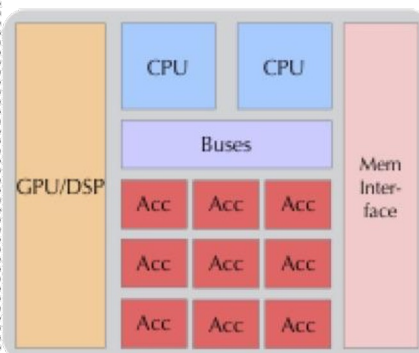 CPU CPU
Buses
GPU/DSP
Acc Acc Acc
Acc Acc Acc
Acc Acc Acc
Mem
Inter-
face